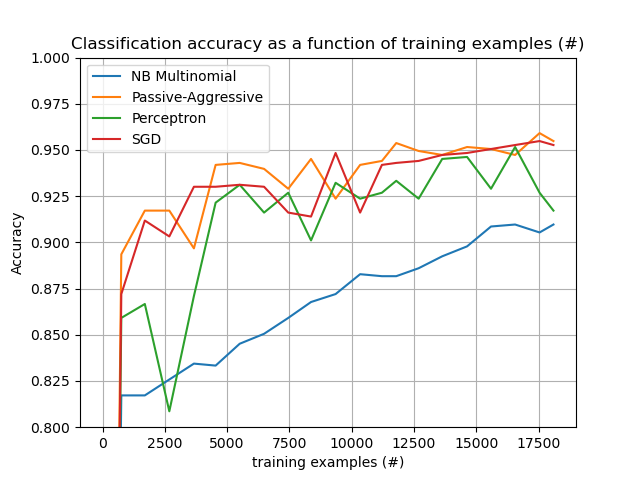 Classification accuracy as a function of training examples (#)
1.000
0.975
0.950
0.925
0.900
0.875
0.850
0.825
0.800
Accuracy
NB Multinomial
Passive-Aggressive
Perceptron
SGD
0 2500 5000 7500 10000 12500 15000 17500
training examples (#)